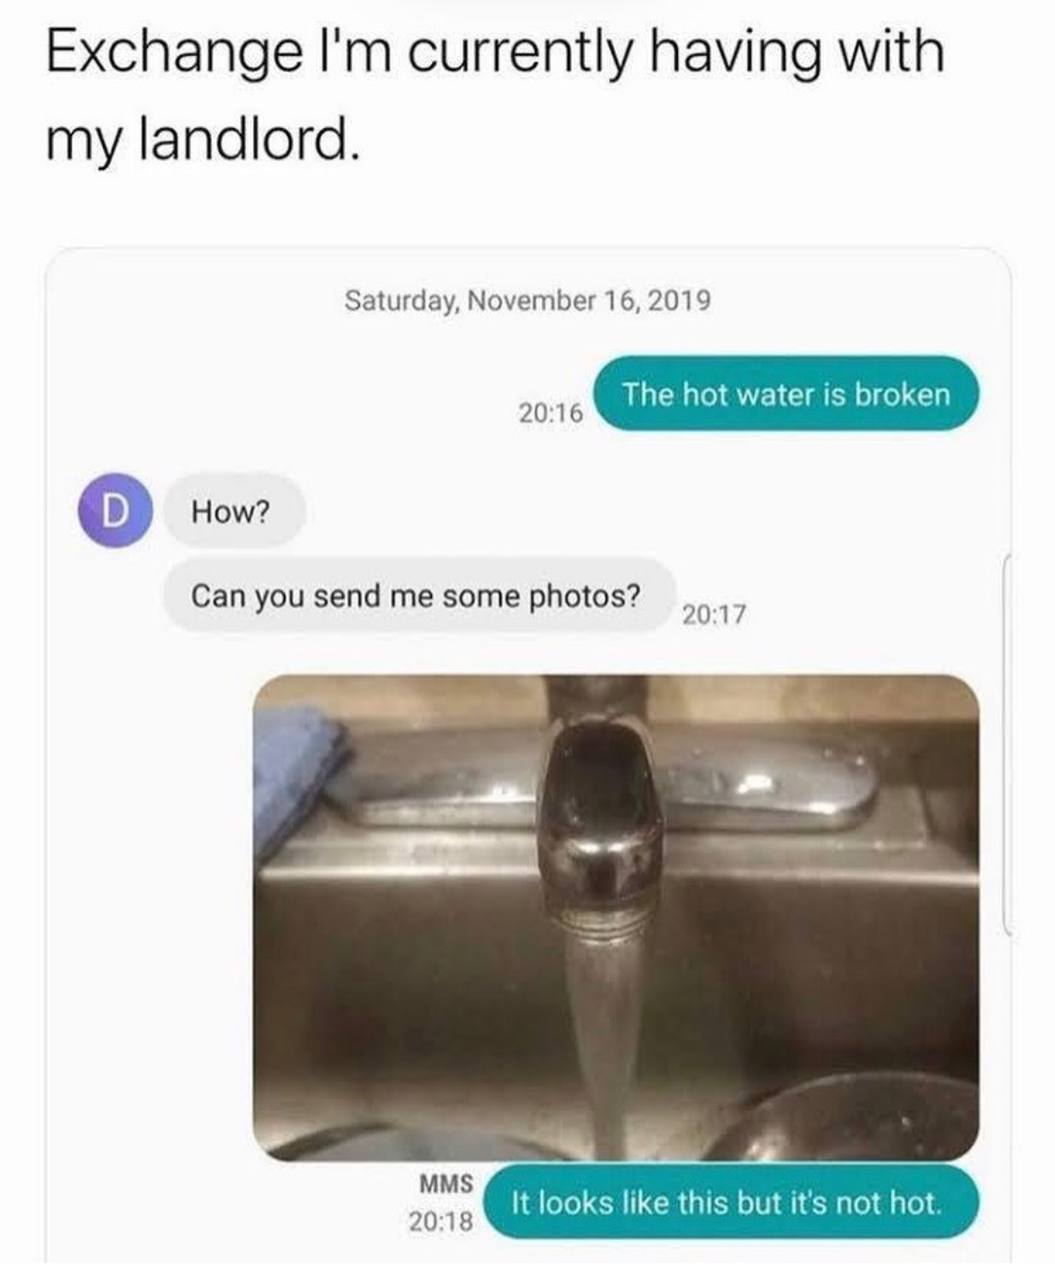 Exchange I'm currently having with
my landlord.
Saturday, November 16, 2019
The hot water is broken
20:16
D
How?
Can you send me some photos?
20:17
MMS
20:18
It looks like this but it's not hot.